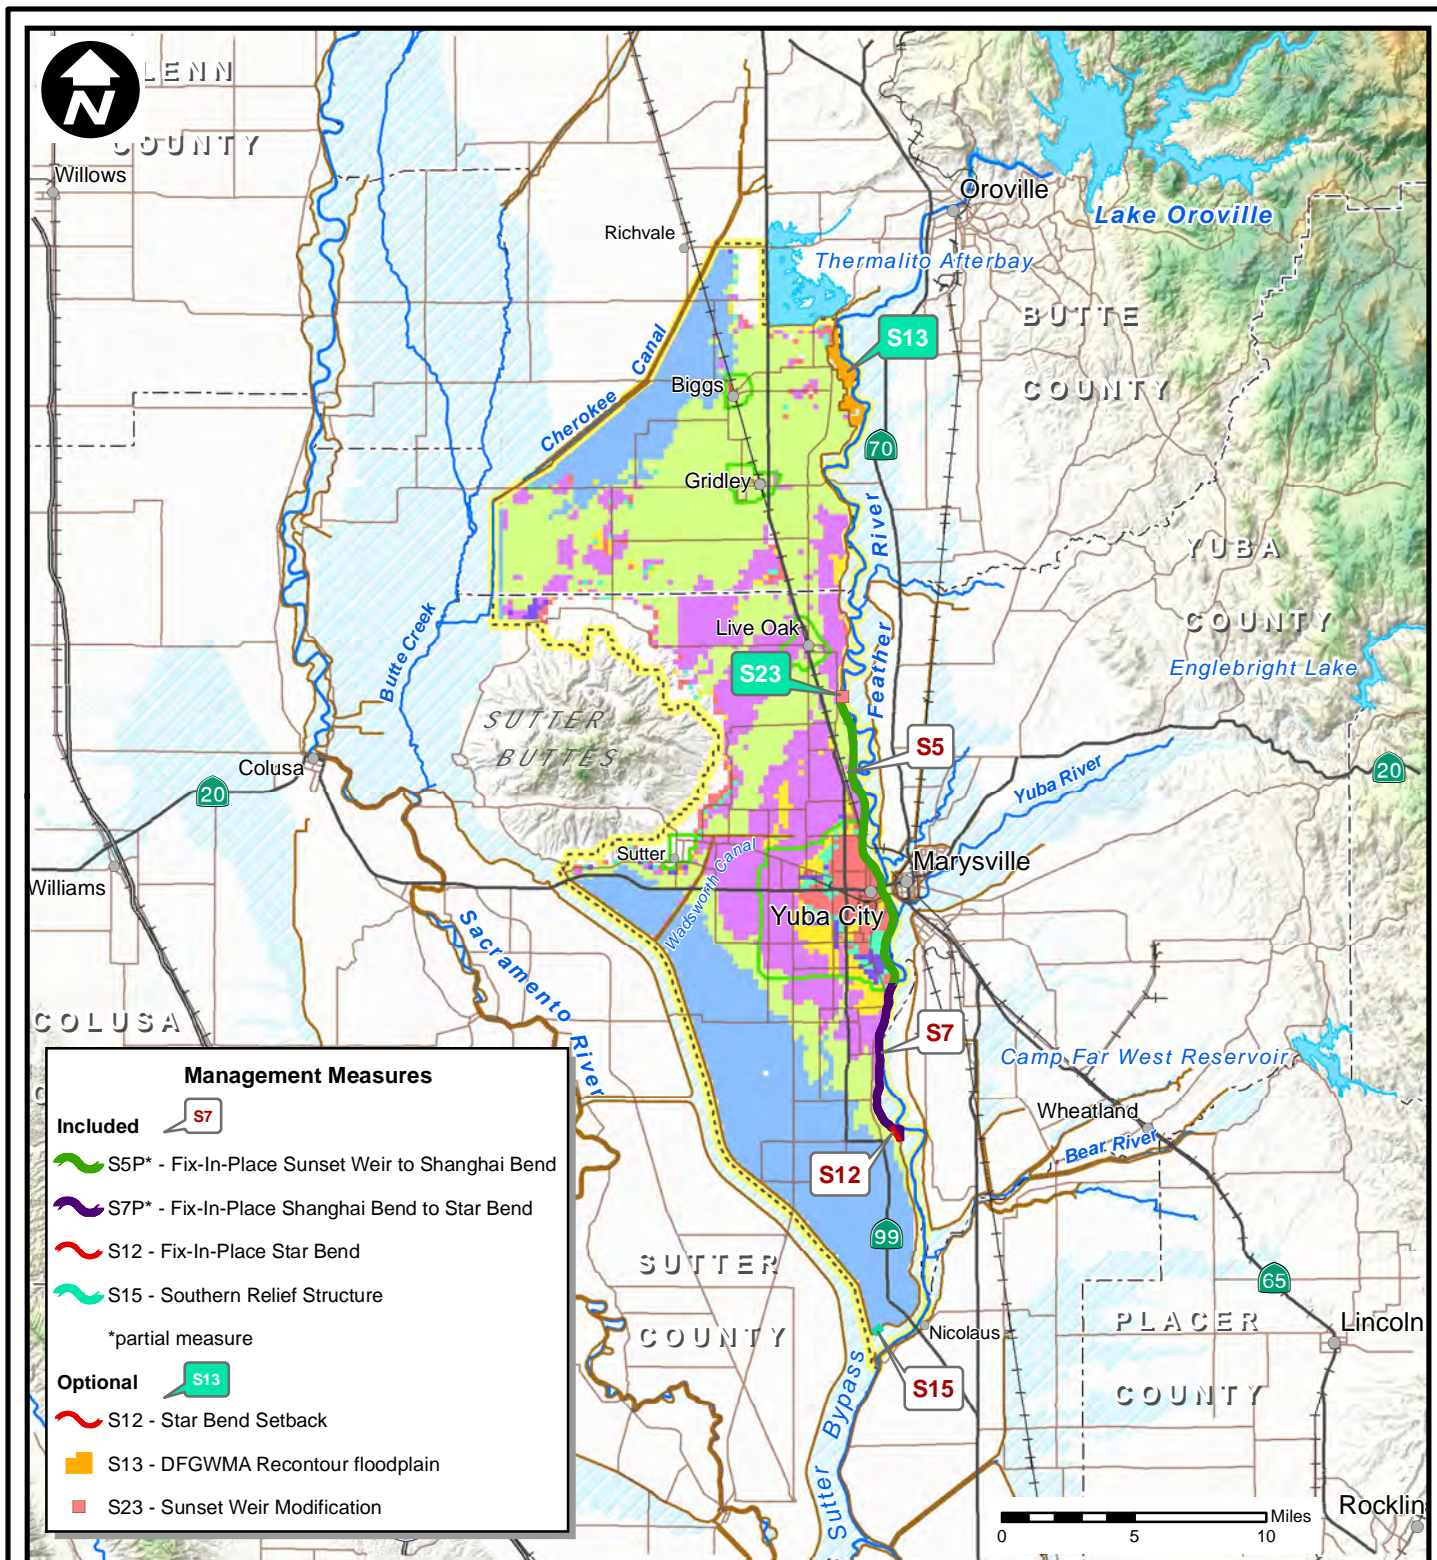 N
GLENN
COUNTY
Willows
Richvale
Oroville
Lake Oroville
Thermalito Afterbay
BUTTE
COUNTY
S13
Cherokee Canal
Biggs
70
Gridley
Feather River
YUBA
COUNTY
Butte Creek
Live Oak
Englebright Lake
S23
SUTTER
BUTTES
S5
Colusa
20
Yuba River
20
Sutter
Wadsworth Canal
Marysville
Williams
Yuba City
Sacramento River
COLUSA
S7
Camp Far West Reservoir
Wheatland
Bear River
S12
99
SUTTER
COUNTY
65
PLACER
COUNTY
Lincoln
Nicolaus
S15
Sutter Bypass
Rocklin
Management Measures
Included
S7
S5P* - Fix-In-Place Sunset Weir to Shanghai Bend
S7P* - Fix-In-Place Shanghai Bend to Star Bend
S12 - Fix-In-Place Star Bend
S15 - Southern Relief Structure
*partial measure
Optional
S13
S12 - Star Bend Setback
S13 - DFGWMA Recontour floodplain
S23 - Sunset Weir Modification
Miles
0 5 10